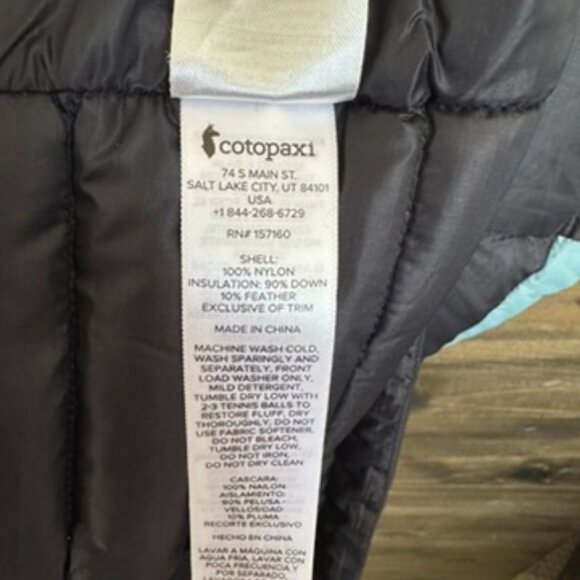 cotopaxi
74 S MAIN ST.
SALT LAKE CITY, UT 84101
USA
+1 844-268-6729
RN# 157160
SHELL:
100% NYLON
INSULATION: 90% DOWN
10% FEATHER
EXCLUSIVE OF TRIM
MADE IN CHINA
MACHINE WASH COLD,
WASH SPARINGLY AND
SEPARATELY, FRONT
LOAD WASHER ONLY,
MILD DETERGENT,
TUMBLE DRY LOW WITH
2-3 TENNIS BALLS TO
RESTORE FLUFF, DRY
THOROUGHLY, DO NOT
USE FABRIC SOFTENER,
DO NOT BLEACH,
TUMBLE DRY LOW,
DO NOT IRON,
DO NOT DRY CLEAN
CASCARA:
100% NAILON
AISLAMIENTO:
90% PELUSA -
VELLOSIDAD
10% PLUMA
RECORTE EXCLUSIVO
HECHO EN CHINA
LAVAR A MÁQUINA CON
AGUA FRIA, LAVAR CON
POCA FRECUENCIA Y
POR SEPARADO,